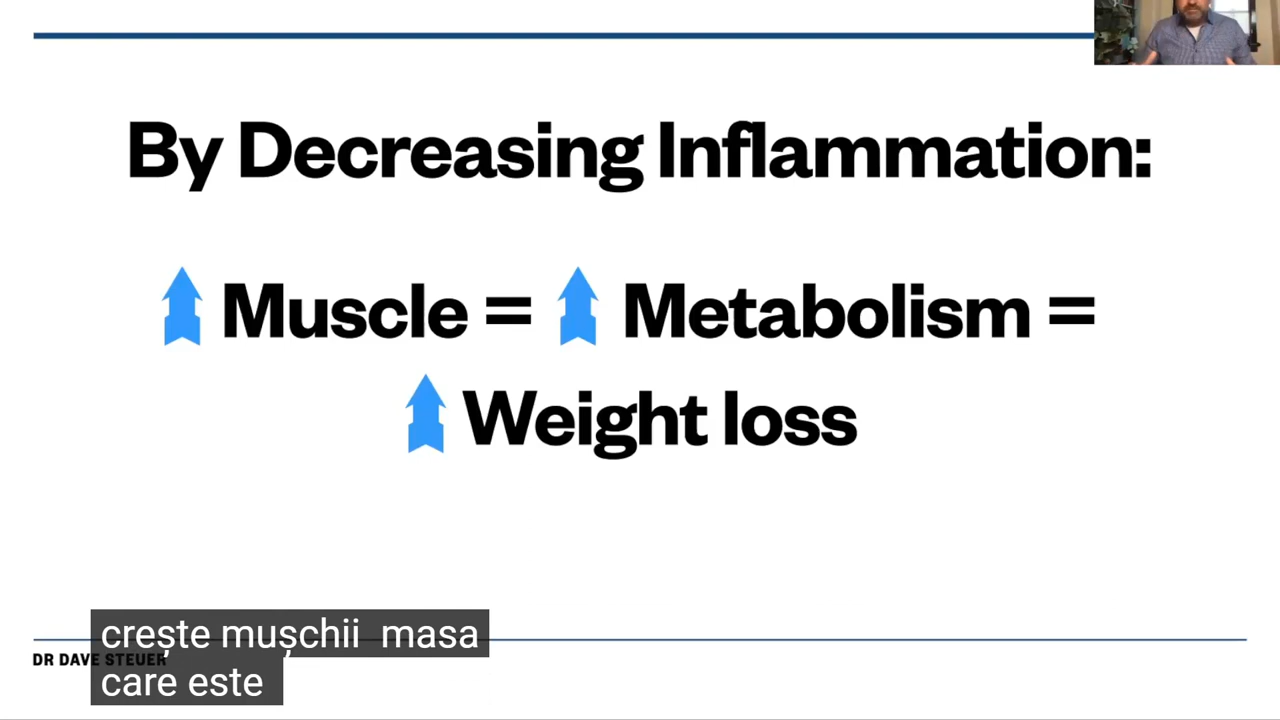 By Decreasing Inflammation:
Muscle = Metabolism =
Weight loss
crește mușchii masa
DR DAVE STEUER
care este